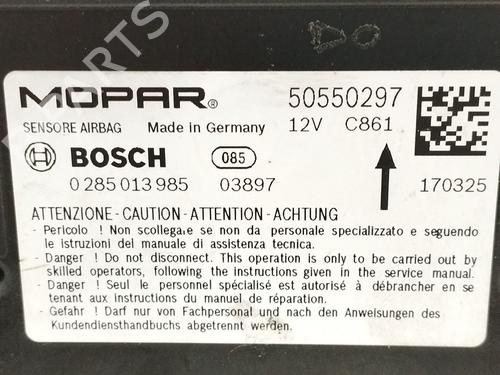 MOPAR® 50550297
SENSORE AIRBAG Made in Germany 12V C861
BOSCH 085
0 285 013 985 03897 170325
ATTENZIONE - CAUTION - ATTENTION - ACHTUNG
- Pericolo ! Non scollegare e se non da personale specializzato e seguendo
le istruzioni del manuale di assistenza tecnica.
- Danger ! Do not disconnect. This operation is only to be carried out by
skilled operators, following the instructions given in the service manual.
- Danger ! Seul le personnel spécialisé est autorisé à débrancher en se
tenant aux instructions du manuel de réparation.
- Gefahr ! Darf nur von Fachpersonal und nach den Anweisungen des
Kundendiensthandbuchs abgetrennt werden.